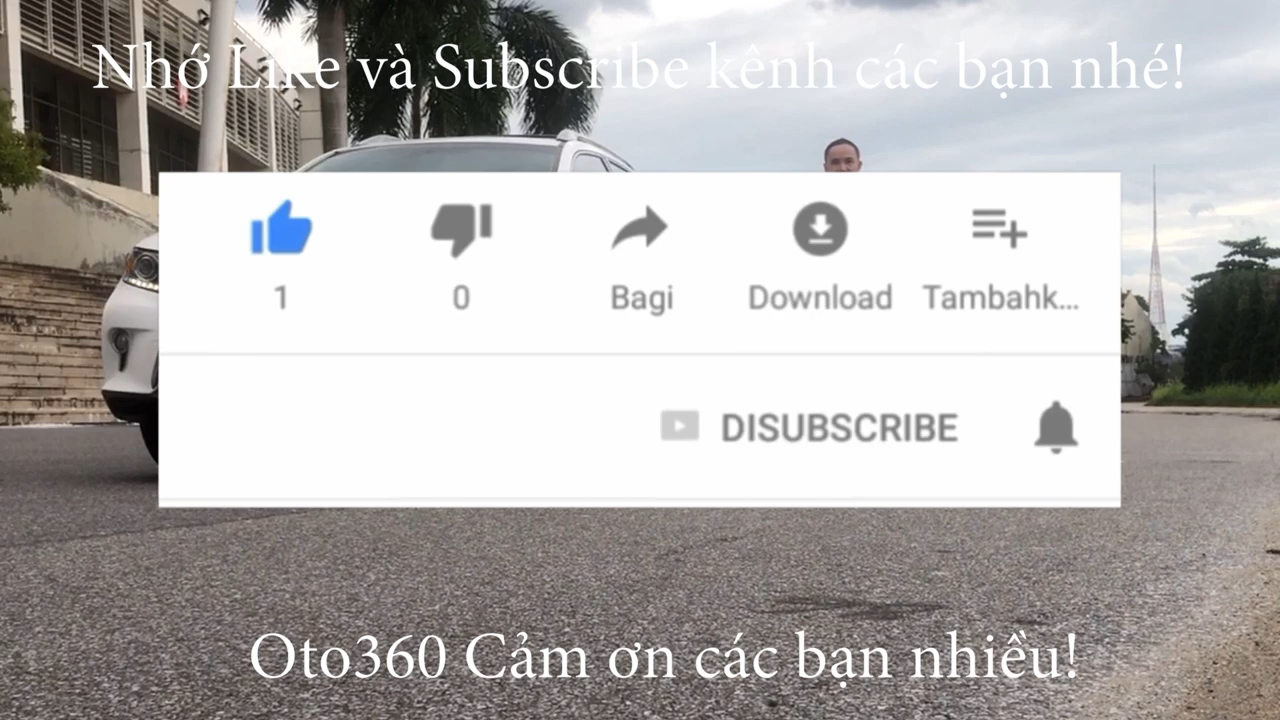 Nhớ Like và Subscribe kênh các bạn nhé!
1 0 Bagi Download Tambahk...
DISUBSCRIBE
Oto360 Cảm ơn các bạn nhiều!